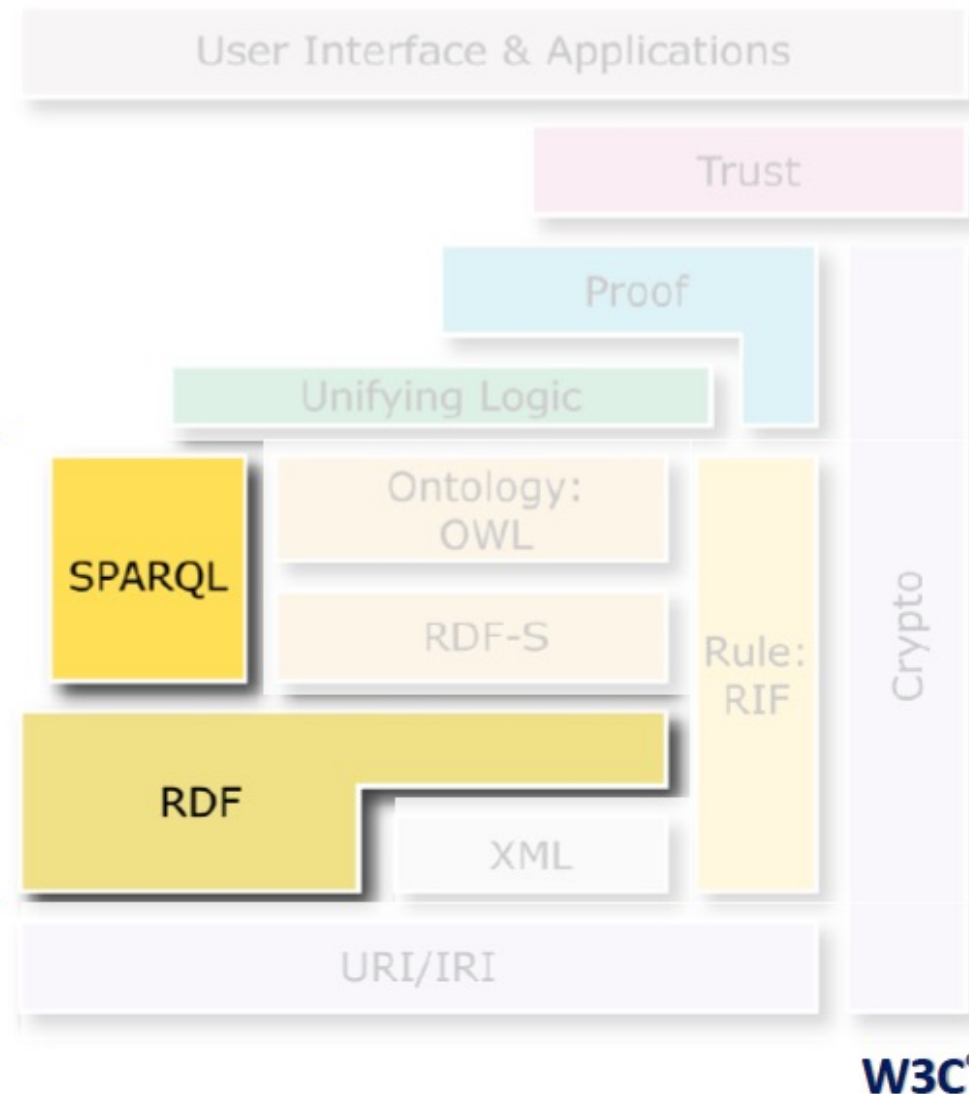 User Interface & Applications
Trust
Proof
Unifying Logic
SPARQL
Ontology:
OWL
RDF-S
Rule:
RIF
Crypto
RDF
XML
URI/IRI
W3C